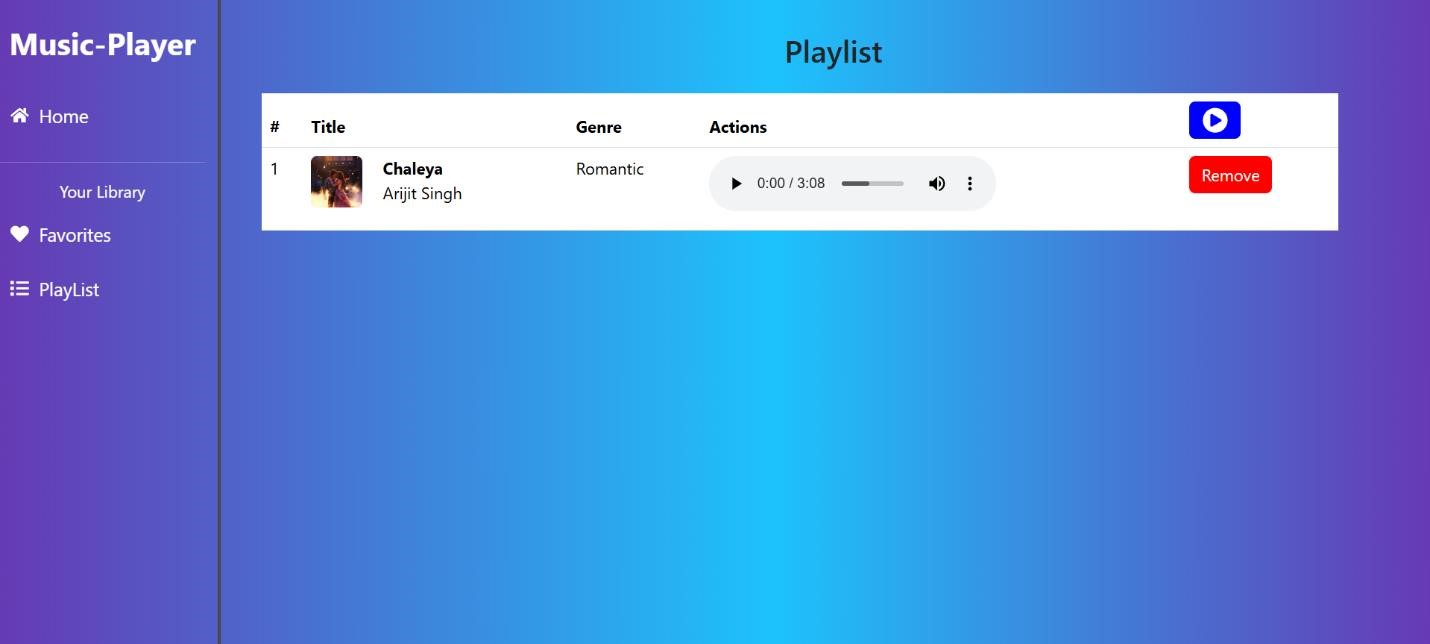 Music-Player
Home
Your Library
Favorites
PlayList
Playlist
# Title Genre Actions
1 Chaleya Romantic 0:00 / 3:08 Remove
Arijit Singh